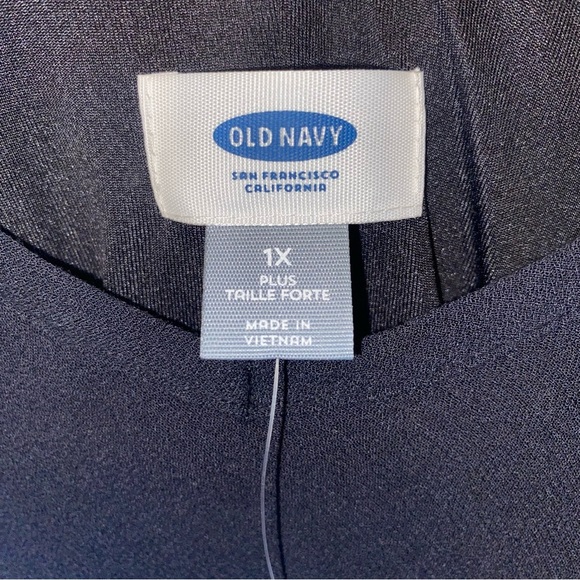 OLD NAVY
SAN FRANCISCO
CALIFORNIA
1X
PLUS
TAILLE FORTE
MADE IN
VIETNAM